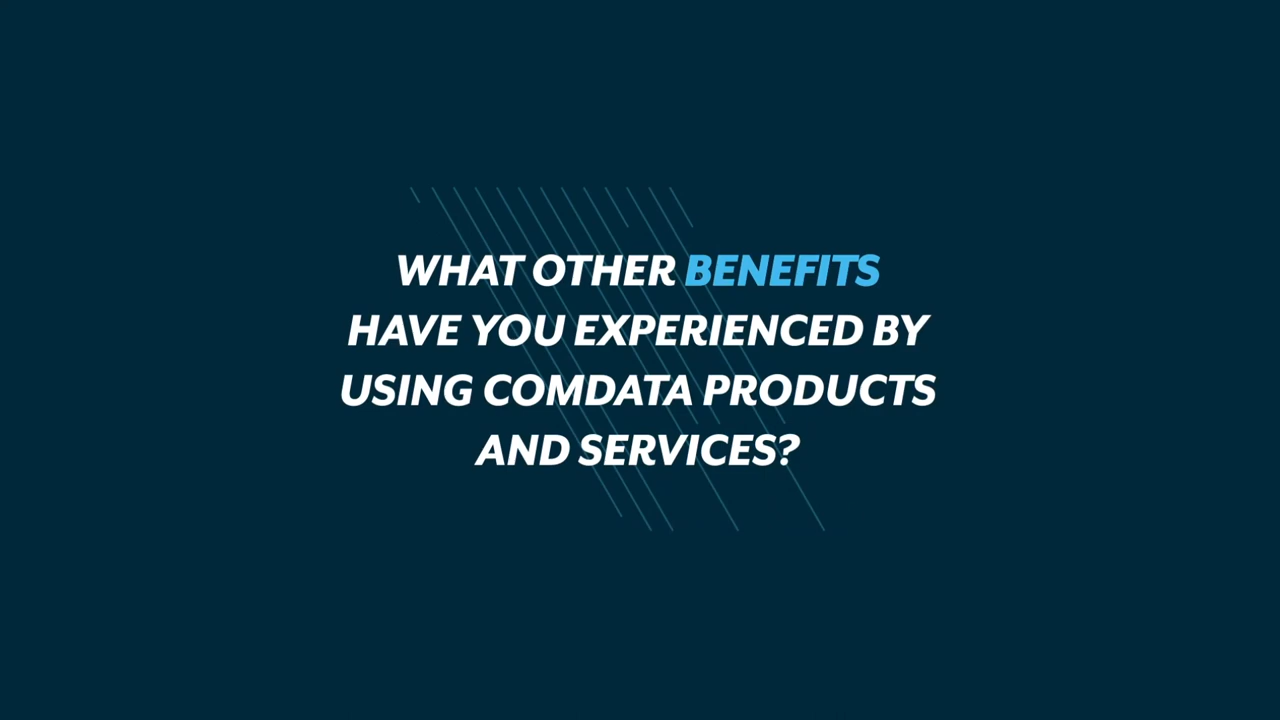 WHAT OTHER BENEFITS
HAVE YOU EXPERIENCED BY
USING COMDATA PRODUCTS
AND SERVICES?